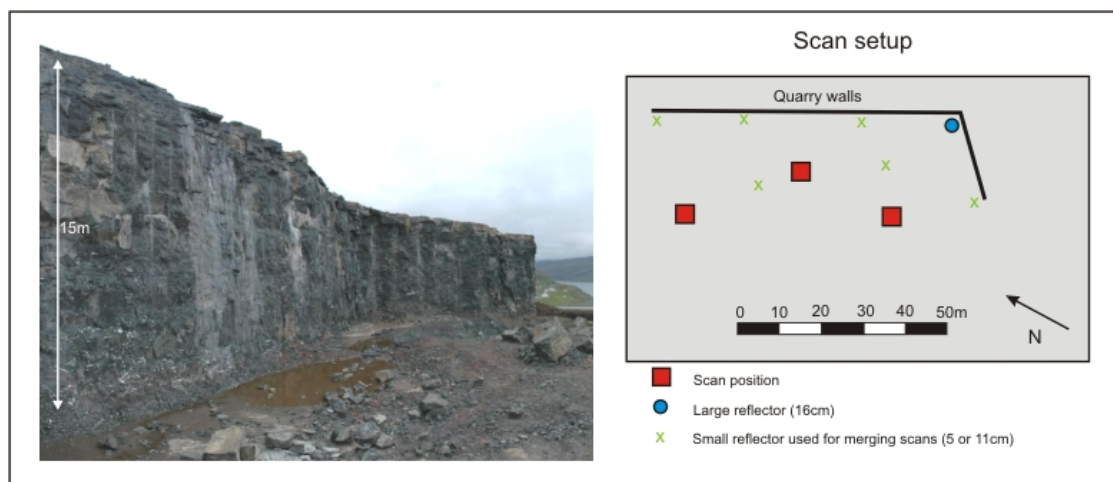 15m
Scan setup
Quarry walls
0 10 20 30 40 50m
N
Scan position
Large reflector (16cm)
x Small reflector used for merging scans (5 or 11cm)